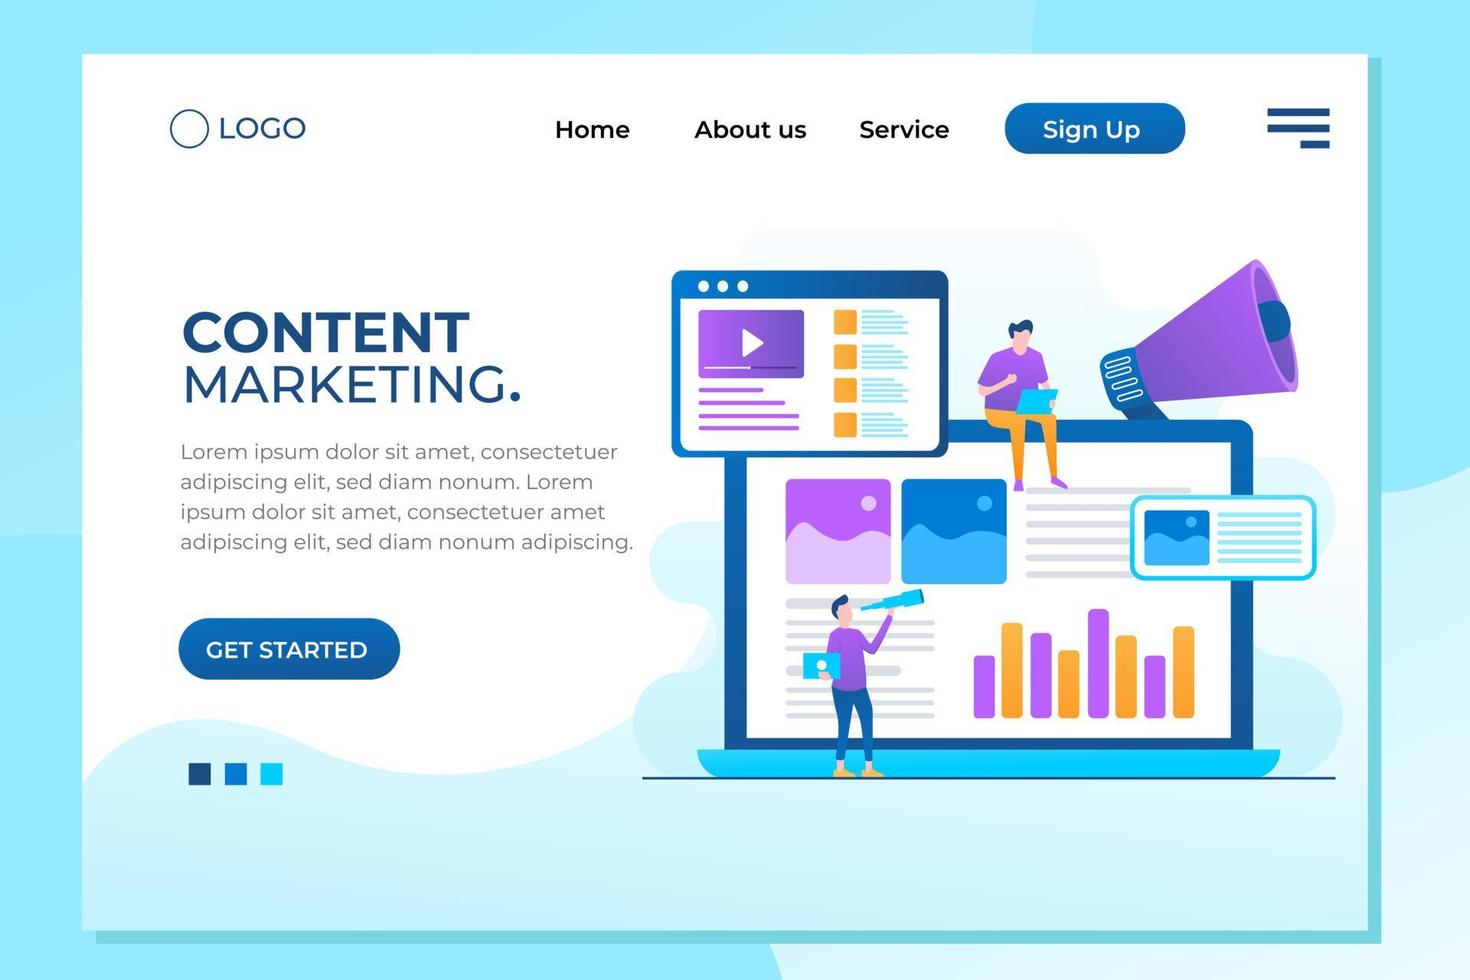 LOGO
Home
About us
Service
Sign Up
CONTENT
MARKETING.
Lorem ipsum dolor sit amet, consectetuer
adipiscing elit, sed diam nonum. Lorem
ipsum dolor sit amet, consectetuer amet
adipiscing elit, sed diam nonum adipiscing.
GET STARTED